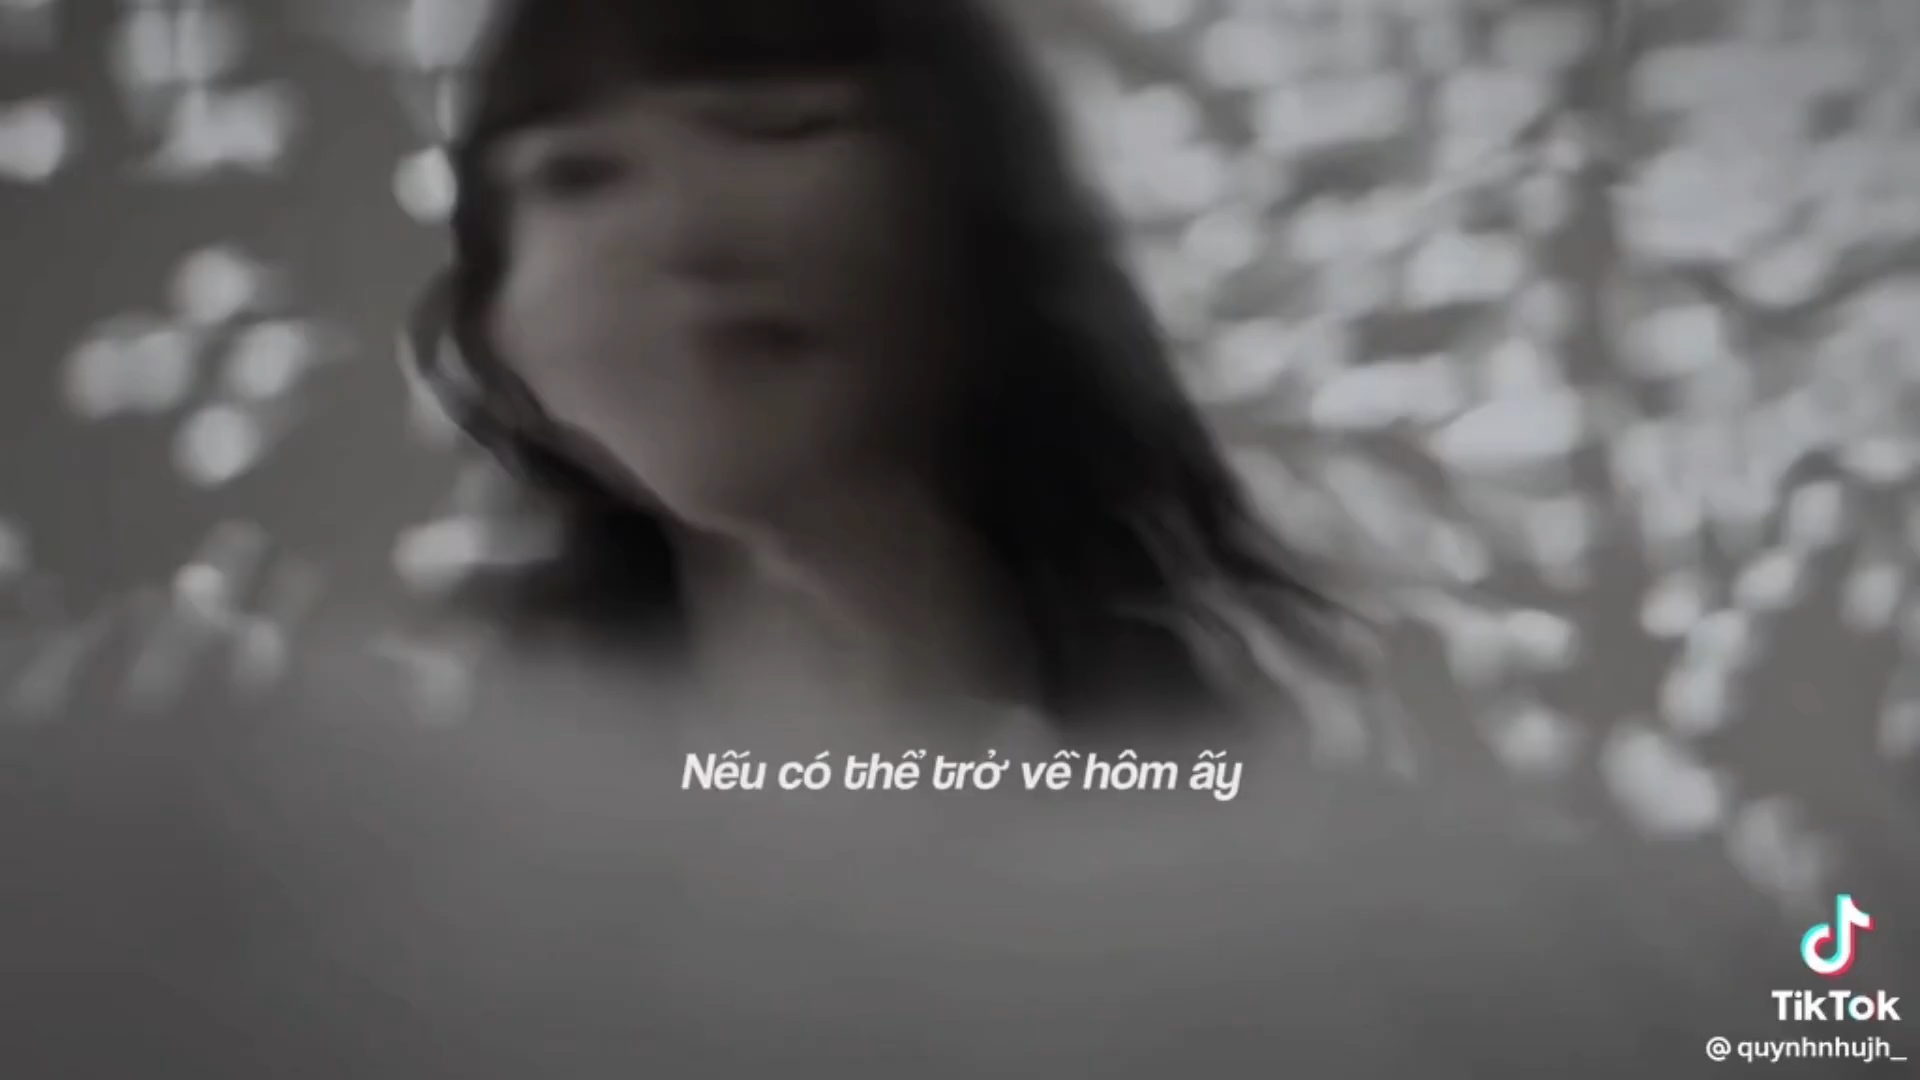 Nếu có thể trở về hôm ấy
TikTok
@quynhnhujh_